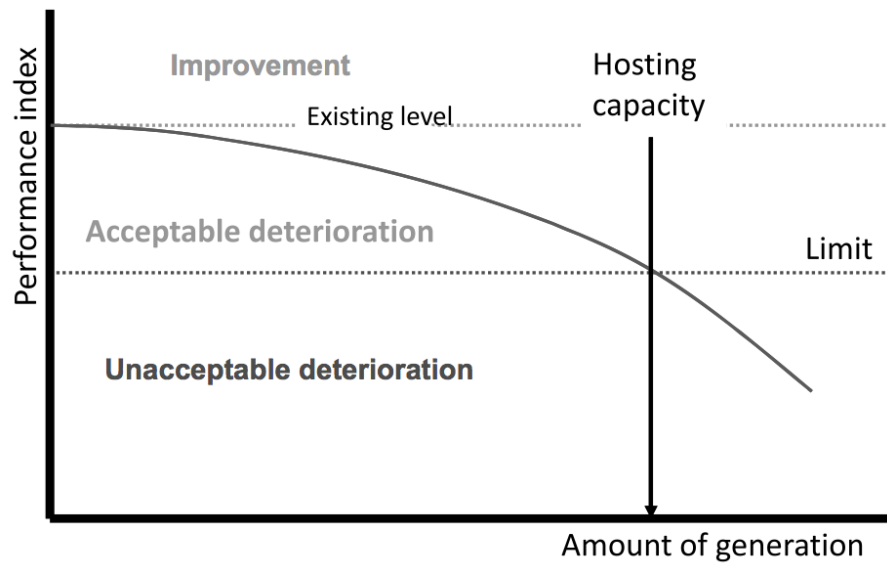 Improvement
Hosting
capacity
Existing level
Performance index
Acceptable deterioration
Limit
Unacceptable deterioration
Amount of generation